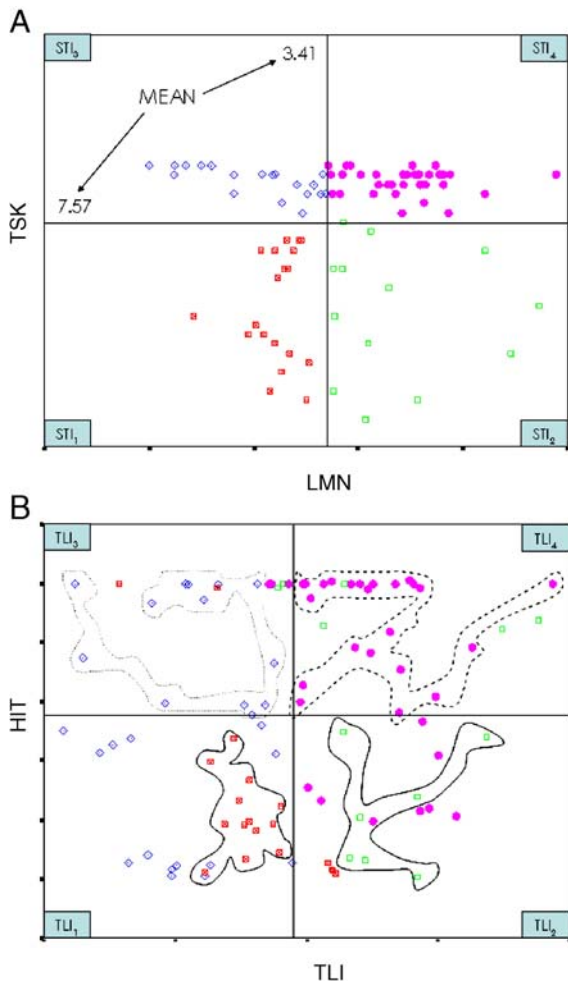 A
STI3 STI4
3.41
MEAN
7.57
TSK
STI1 STI2
LMN
B
TLI3 TLI4
HIT
TLI1 TLI2
TLI